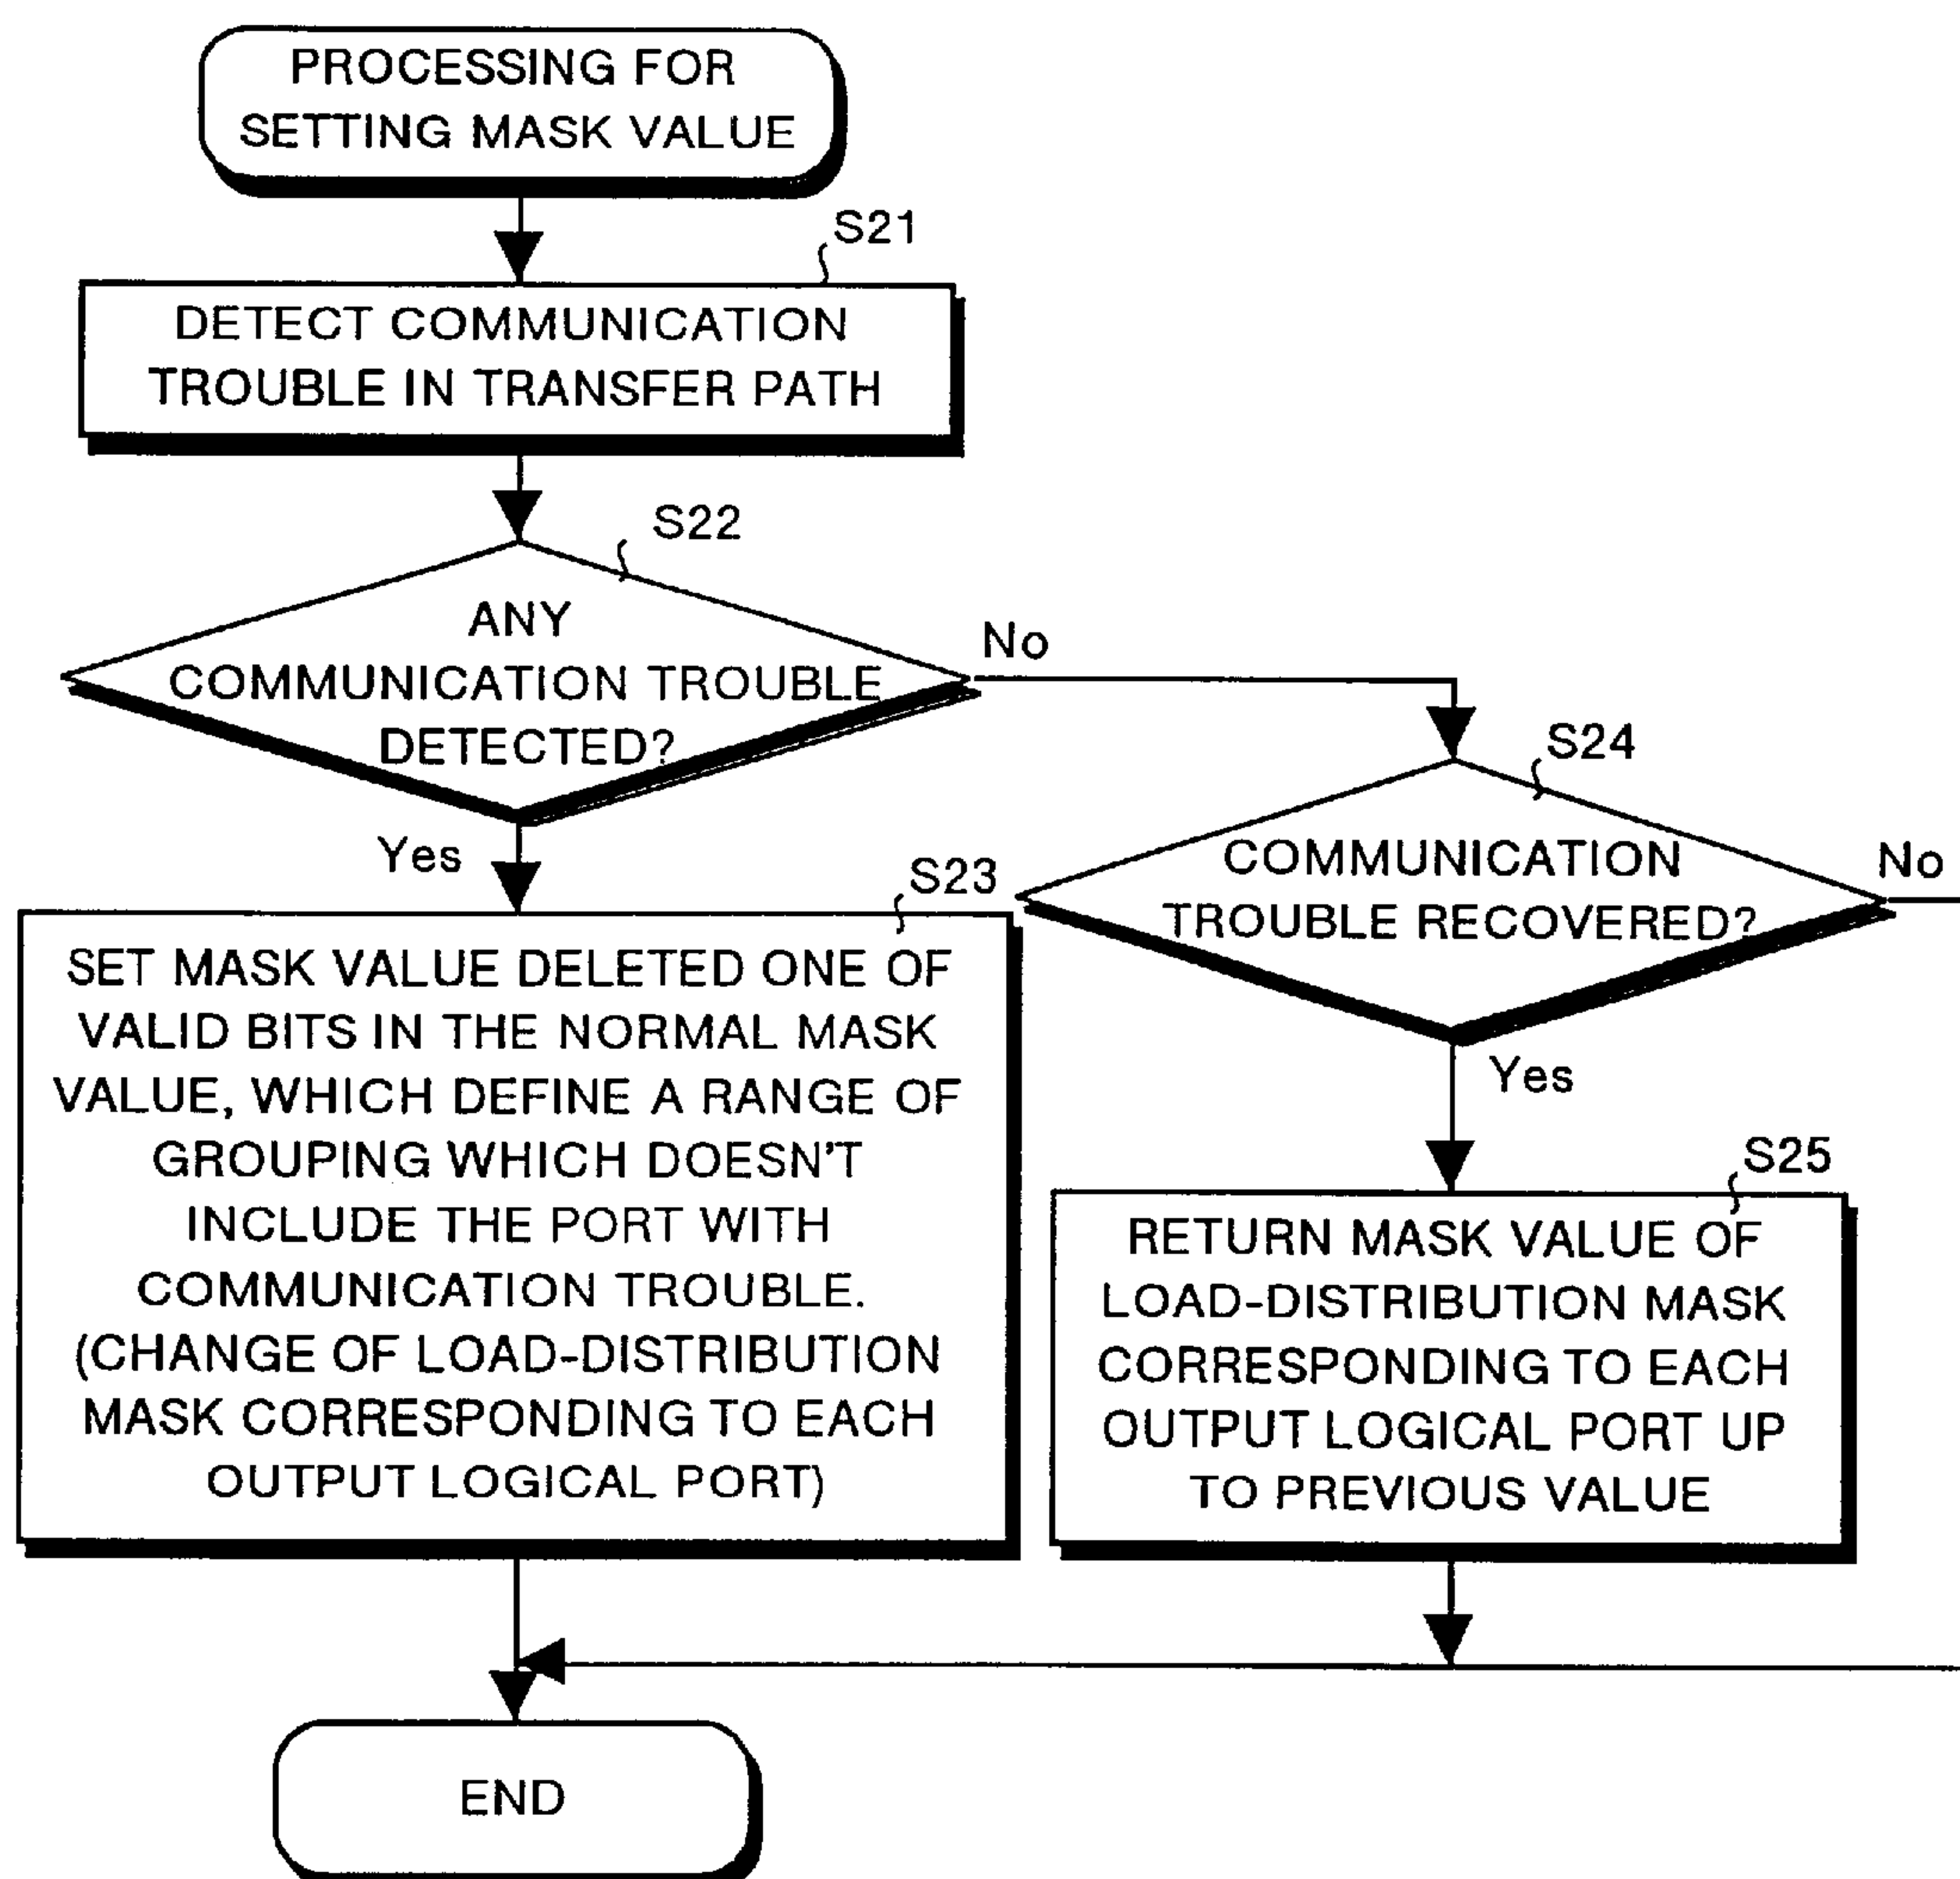 PROCESSING FOR
SETTING MASK VALUE
S21
DETECT COMMUNICATION
TROUBLE IN TRANSFER PATH
S22
ANY
COMMUNICATION TROUBLE
DETECTED?
No
Yes
S23
SET MASK VALUE DELETED ONE OF
VALID BITS IN THE NORMAL MASK
VALUE, WHICH DEFINE A RANGE OF
GROUPING WHICH DOESN'T
INCLUDE THE PORT WITH
COMMUNICATION TROUBLE.
(CHANGE OF LOAD-DISTRIBUTION
MASK CORRESPONDING TO EACH
OUTPUT LOGICAL PORT)
S24
COMMUNICATION
TROUBLE RECOVERED?
No
Yes
S25
RETURN MASK VALUE OF
LOAD-DISTRIBUTION MASK
CORRESPONDING TO EACH
OUTPUT LOGICAL PORT UP
TO PREVIOUS VALUE
END